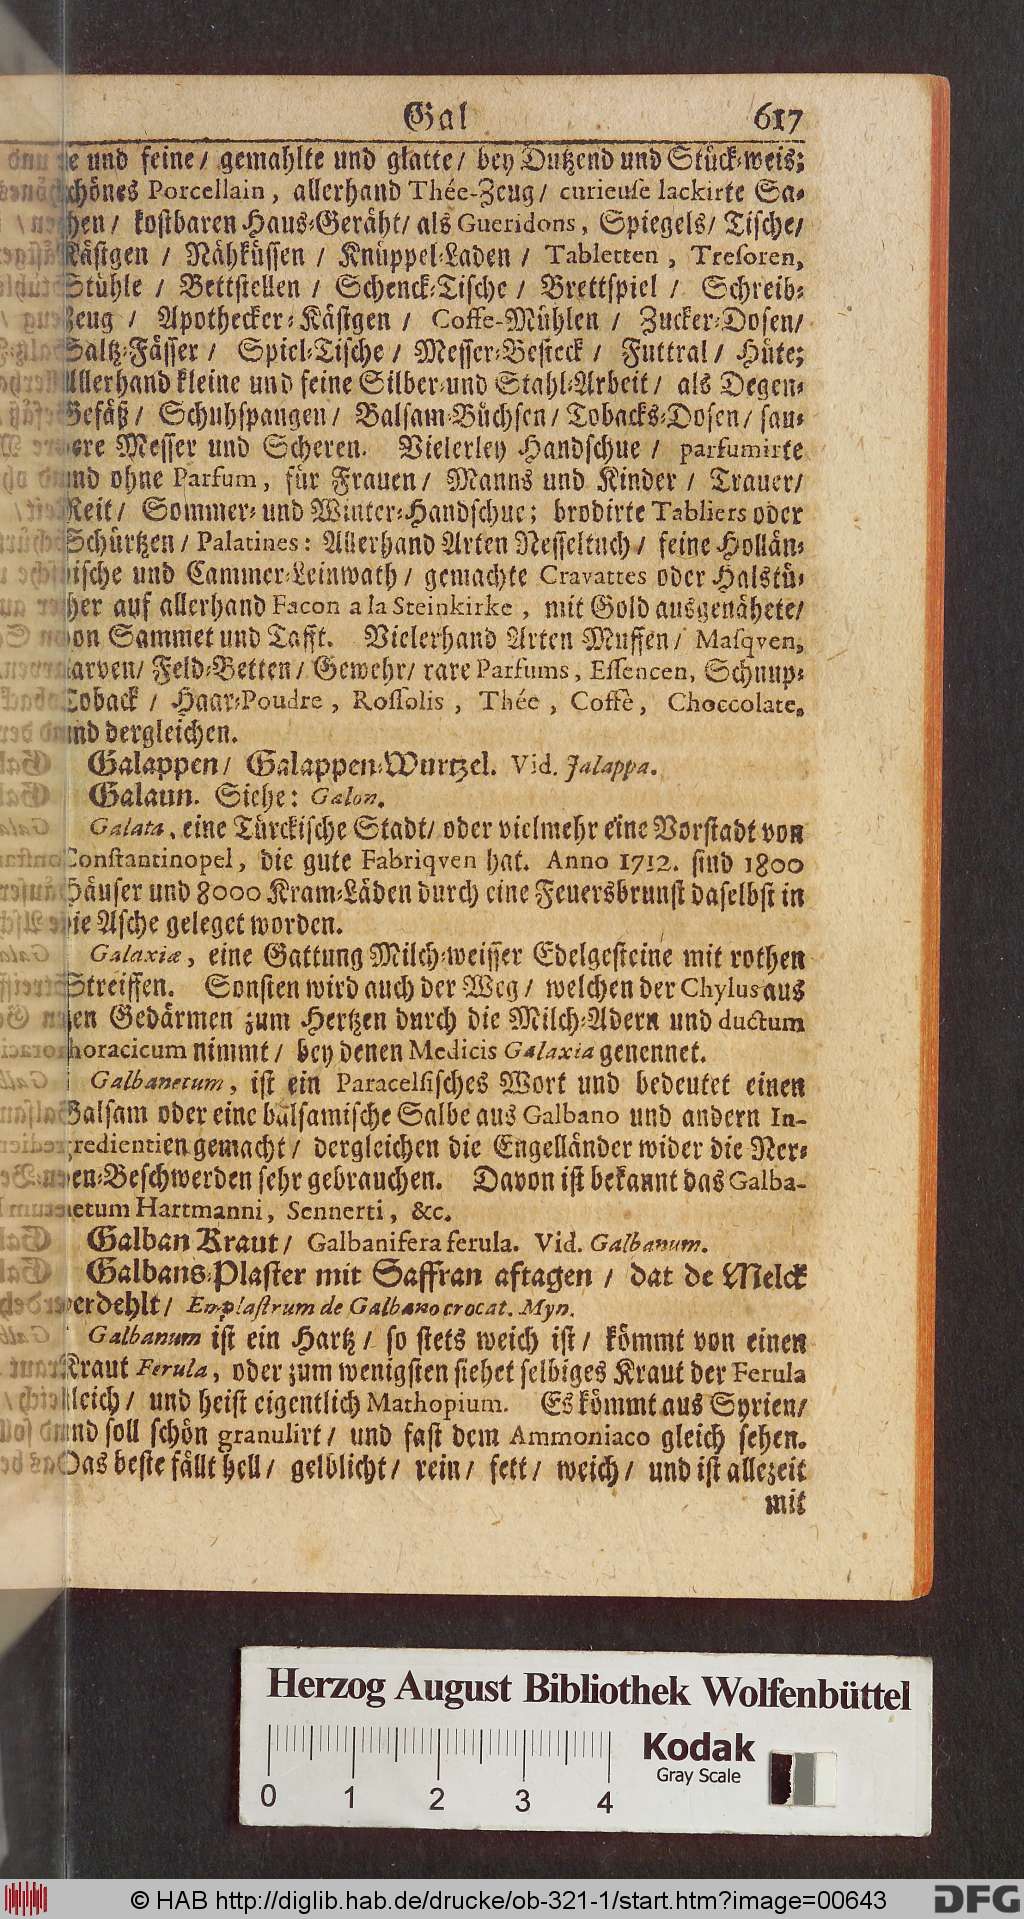 Gal 617
und feine/ gemahlte und glatte/ bey Dutzend und Stück-weis;
schönes Porcellain, allerhand Thée-Zeug/ curieuse lackirte Sa-
chen/ kostbaren Haus-Geräht/ als Gueridons, Spiegels/ Tische/
Kästgen / Nähküssen / Knüppel-Laden / Tabletten, Tresoren,
Stühle / Bettstellen / Schenck-Tische / Brettspiel / Schreib-
Zeug / Apothecker-Kästgen / Coffe-Mühlen / Zucker-Dosen/
Saltz-Fässer / Spiel-Tische / Messer-Besteck / Futtral / Hüte;
Allerhand kleine und feine Silber-und Stahl-Arbeit / als Degen-
Gefäß / Schuhspangen / Balsam-Büchsen / Tobacks-Dosen / sau-
bere Messer und Scheren. Vielerley Handschue / parfumirte
und ohne Parfum, für Frauen / Manns und Kinder / Trauer/
Reit / Sommer-und Winter-Handschue; brodirte Tabliers oder
Schürtzen / Palatines: Allerhand Arten Nesseltuch / feine Hollän-
dische und Cammer-Leinwath / gemachte Cravattes oder Halstü-
cher auf allerhand Facon a la Steinkirke, mit Gold ausgenähete/
von Sammet und Tafft. Vielerhand Arten Muffen / Masqven,
Larven/ Feld-Betten/ Gewehr/ rare Parfums, Essencen, Schnup-
Toback / Haar-Poudre, Rossolis, Thée, Coffè, Choccolate,
und dergleichen.
Galappen/ Galappen-Wurtzel. Vid. Jalappa.
Galaun. Siehe: Galon.
Galata, eine Türckische Stadt/ oder vielmehr eine Vorstadt von
Constantinopel, die gute Fabriqven hat. Anno 1712. sind 1800
Häuser und 8000 Kram-Läden durch eine Feuersbrunst daselbst in
die Asche geleget worden.
Galaxiæ, eine Gattung Milch-weisser Edelgesteine mit rothen
Streiffen. Sonsten wird auch der Weg / welchen der Chylus aus
den Gedärmen zum Hertzen durch die Milch-Adern und ductum
thoracicum nimmt / bey denen Medicis Galaxia genennet.
Galbanetum, ist ein Paracelsisches Wort und bedeutet einen
Balsam oder eine balsamische Salbe aus Galbano und andern In-
gredientien gemacht / dergleichen die Engelländer wider die Ner-
ven-Beschwerden sehr gebrauchen. Davon ist bekannt das Galba-
netum Hartmanni, Sennerti, &c.
Galban Kraut/ Galbanifera ferula. Vid. Galbanum.
Galbans-Plaster mit Saffran aftagen / dat de Melck
verdehlt/ Emplastrum de Galbano crocat. Myn.
Galbanum ist ein Hartz / so stets weich ist / kömmt von einen
Kraut Ferula, oder zum wenigsten siehet selbiges Kraut der Ferula
gleich / und heist eigentlich Mathopium. Es kömmt aus Syrien/
und soll schön granulirt / und fast dem Ammoniaco gleich sehen.
Das beste fällt hell / gelblicht / rein / fett / weich / und ist allezeit
mit
Herzog August Bibliothek Wolfenbüttel
Kodak
Gray Scale
0 1 2 3 4
© HAB http://diglib.hab.de/drucke/ob-321-1/start.htm?image=00643
DFG